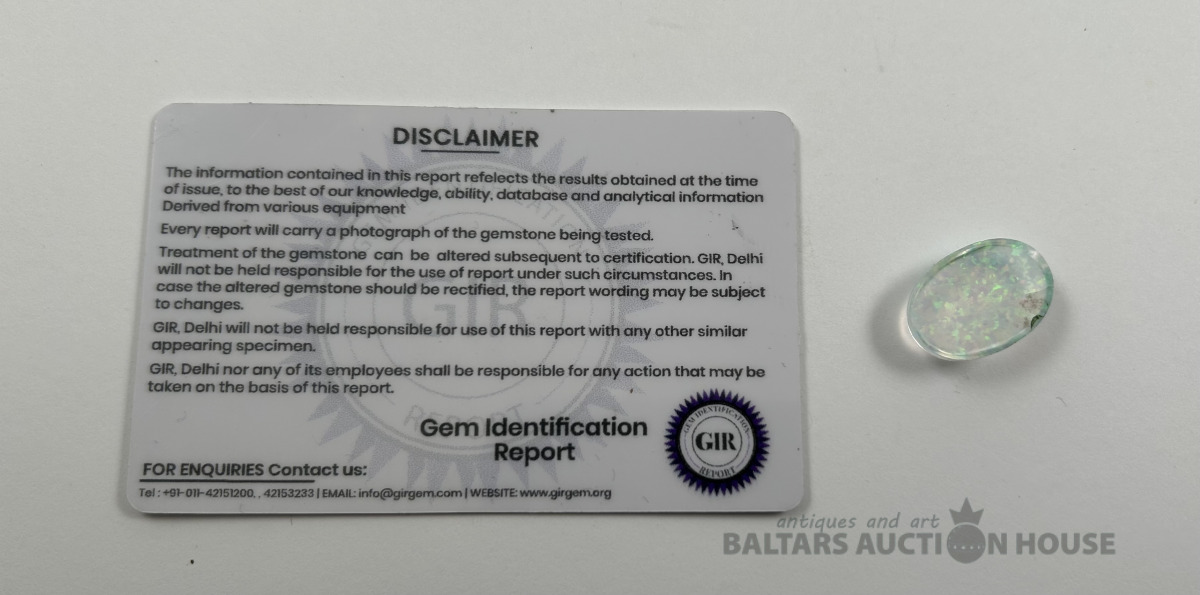 DISCLAIMER
The information contained in this report refelects the results obtained at the time
of issue, to the best of our knowledge, ability, database and analytical information
Derived from various equipment
Every report will carry a photograph of the gemstone being tested.
Treatment of the gemstone can be altered subsequent to certification. GIR, Delhi
will not be held responsible for the use of report under such circumstances. In
case the altered gemstone should be rectified, the report wording may be subject
to changes.
GIR, Delhi will not be held responsible for use of this report with any other similar
appearing specimen.
GIR, Delhi nor any of its employees shall be responsible for any action that may be
taken on the basis of this report.
Gem Identification
Report
GEM IDENTIFICATION
GIR
REPORT
FOR ENQUIRIES Contact us:
Tel : +91-011-42151200, , 42153233 | EMAIL: info@girgem.com | WEBSITE: www.girgem.org
GIR
REPORT
antiques and art
BALTARS AUCTION HOUSE